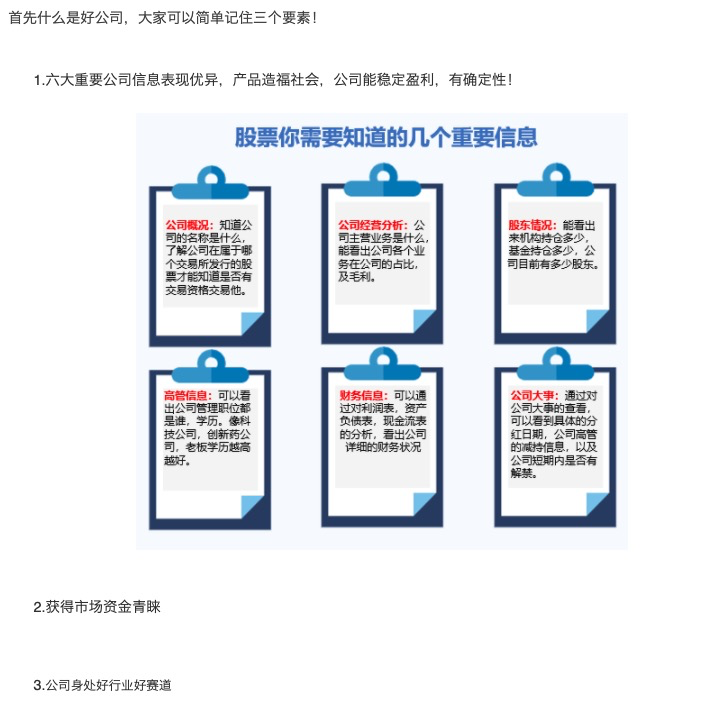 首先什么是好公司，大家可以简单记住三个要素！
1.六大重要公司信息表现优异，产品造福社会，公司能稳定盈利，有确定性！
股票你需要知道的几个重要信息
公司概况：知道公
司的名称是什么，
了解公司在属于哪
个交易所发行的股
票才能知道是否有
交易资格交易他。
公司经营分析：公
司主营业务是什么，
能看出公司各个业
务在公司的占比，
及毛利。
股东情况：能看出
来机构持仓多少，
基金持仓多少，公
司目前有多少股东。
高管信息：可以看
出公司管理职位都
是谁，学历。像科
技公司，创新药公
司，老板学历越高
越好。
财务信息：可以通
过对利润表，资产
负债表，现金流表
的分析，看出公司
详细的财务状况
公司大事：通过对
公司大事的查看，
可以看到具体的分
红日期，公司高管
的减持信息，以及
公司短期内是否有
解禁。
2.获得市场资金青睐
3.公司身处好行业好赛道